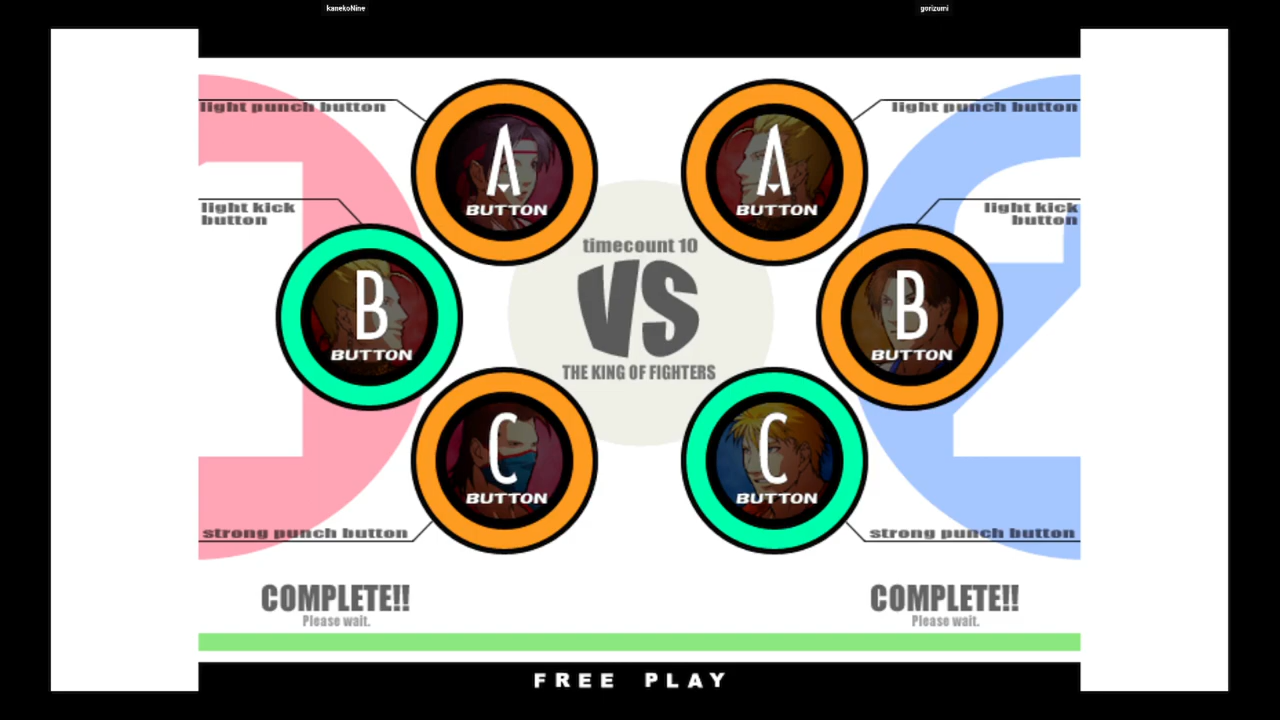 kanekoNine
gorizumi
light punch button
light punch button
A
BUTTON
A
BUTTON
light kick
button
light kick
button
timecount 10
VS
THE KING OF FIGHTERS
B
BUTTON
B
BUTTON
C
BUTTON
C
BUTTON
strong punch button
strong punch button
COMPLETE!!
Please wait.
COMPLETE!!
Please wait.
FREE PLAY